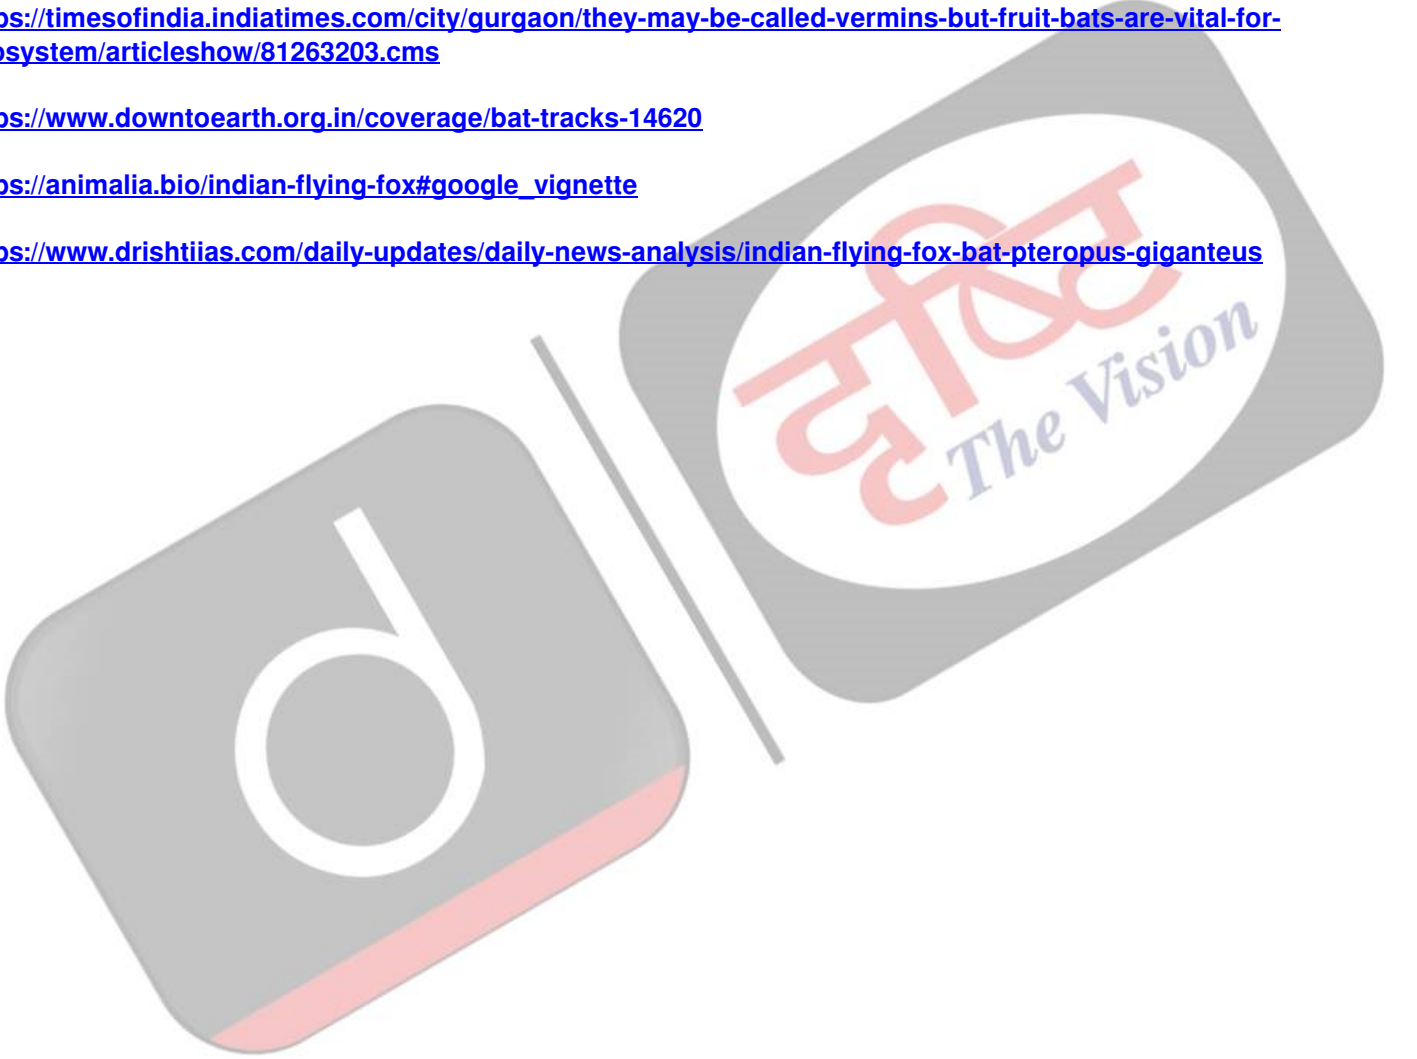 ps://timesofindia.indiatimes.com/city/gurgaon/they-may-be-called-vermins-but-fruit-bats-are-vital-for-
osystem/articleshow/81263203.cms
ps://www.downtoearth.org.in/coverage/bat-tracks-14620
ps://animalia.bio/indian-flying-fox#google_vignette
ps://www.drishtiias.com/daily-updates/daily-news-analysis/indian-flying-fox-bat-pteropus-giganteus
दृष्टि
The Vision
d